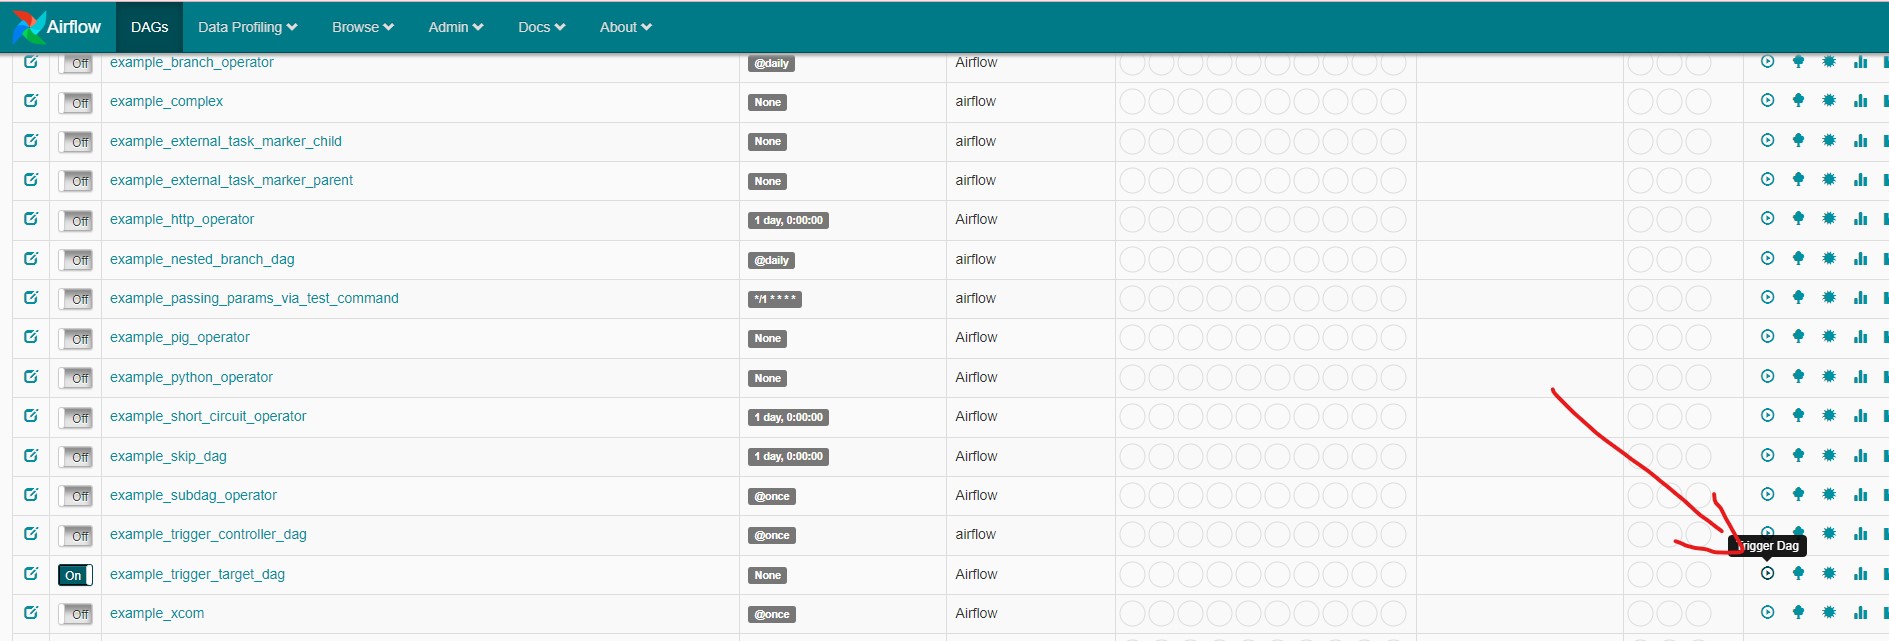 Airflow DAGs Data Profiling Browse Admin Docs About
Off example_branch_operator @daily Airflow
Off example_complex None airflow
Off example_external_task_marker_child None airflow
Off example_external_task_marker_parent None airflow
Off example_http_operator 1 day, 0:00:00 Airflow
Off example_nested_branch_dag @daily airflow
Off example_passing_params_via_test_command */1 * * * * airflow
Off example_pig_operator None Airflow
Off example_python_operator None Airflow
Off example_short_circuit_operator 1 day, 0:00:00 Airflow
Off example_skip_dag 1 day, 0:00:00 Airflow
Off example_subdag_operator @once Airflow
Off example_trigger_controller_dag @once airflow
Trigger Dag
On example_trigger_target_dag None Airflow
Off example_xcom @once Airflow